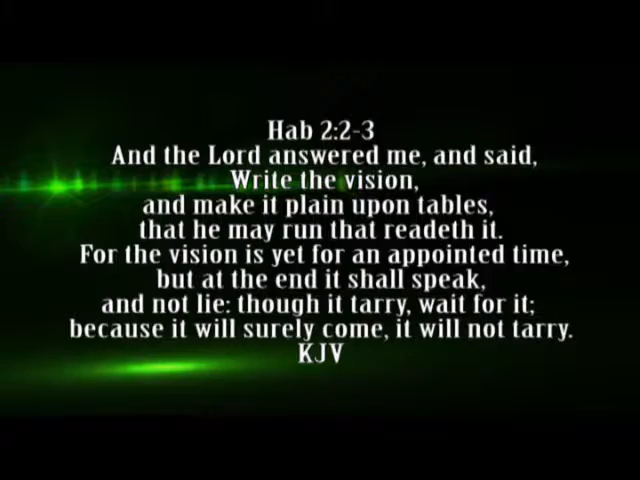 Hab 2:2-3
And the Lord answered me, and said,
Write the vision,
and make it plain upon tables,
that he may run that readeth it.
For the vision is yet for an appointed time,
but at the end it shall speak,
and not lie: though it tarry, wait for it;
because it will surely come, it will not tarry.
KJV